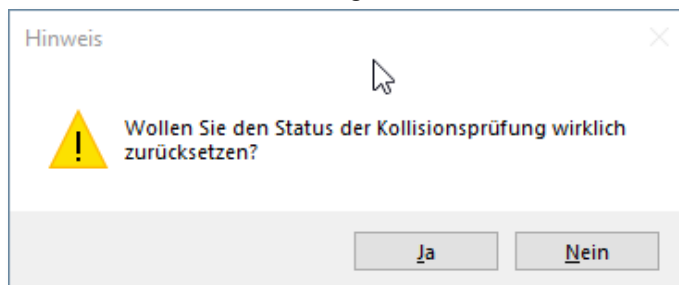 Hinweis
Wollen Sie den Status der Kollisionsprüfung wirklich
zurücksetzen?
Ja
Nein